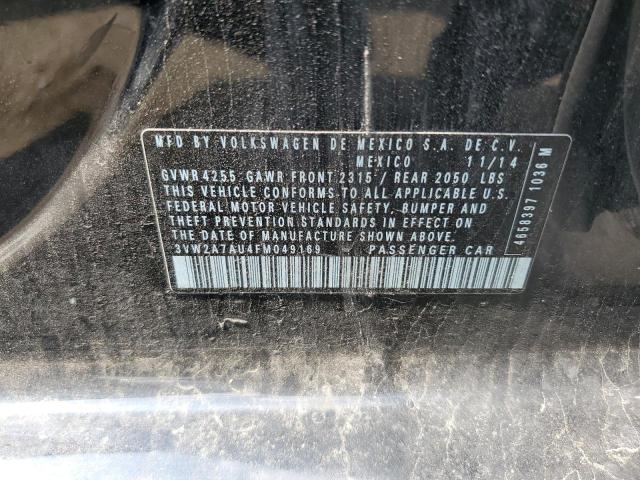 MFD BY VOLKSWAGEN DE MEXICO S.A. DE C.V.
MEXICO 11/14
GVWR 4255 GAWR FRONT 2315 / REAR 2050 LBS
THIS VEHICLE CONFORMS TO ALL APPLICABLE U.S.
FEDERAL MOTOR VEHICLE SAFETY, BUMPER AND
THEFT PREVENTION STANDARDS IN EFFECT ON
THE DATE OF MANUFACTURE SHOWN ABOVE.
3VW2A7AU4FM049169 PASSENGER CAR
4658397 1036 M